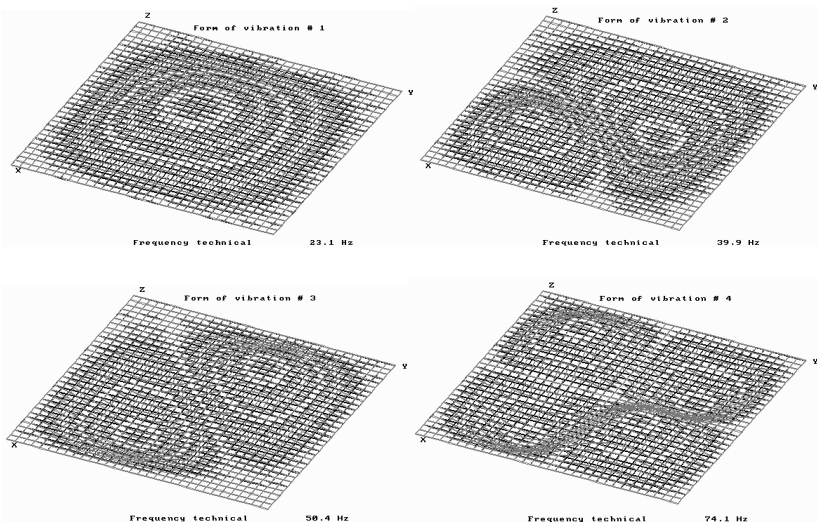 Z
Form of vibration # 1
Y
X
Frequency technical 23.1 Hz
Z
Form of vibration # 2
Y
X
Frequency technical 39.9 Hz
Z
Form of vibration # 3
Y
X
Frequency technical 50.4 Hz
Z
Form of vibration # 4
Y
X
Frequency technical 74.1 Hz